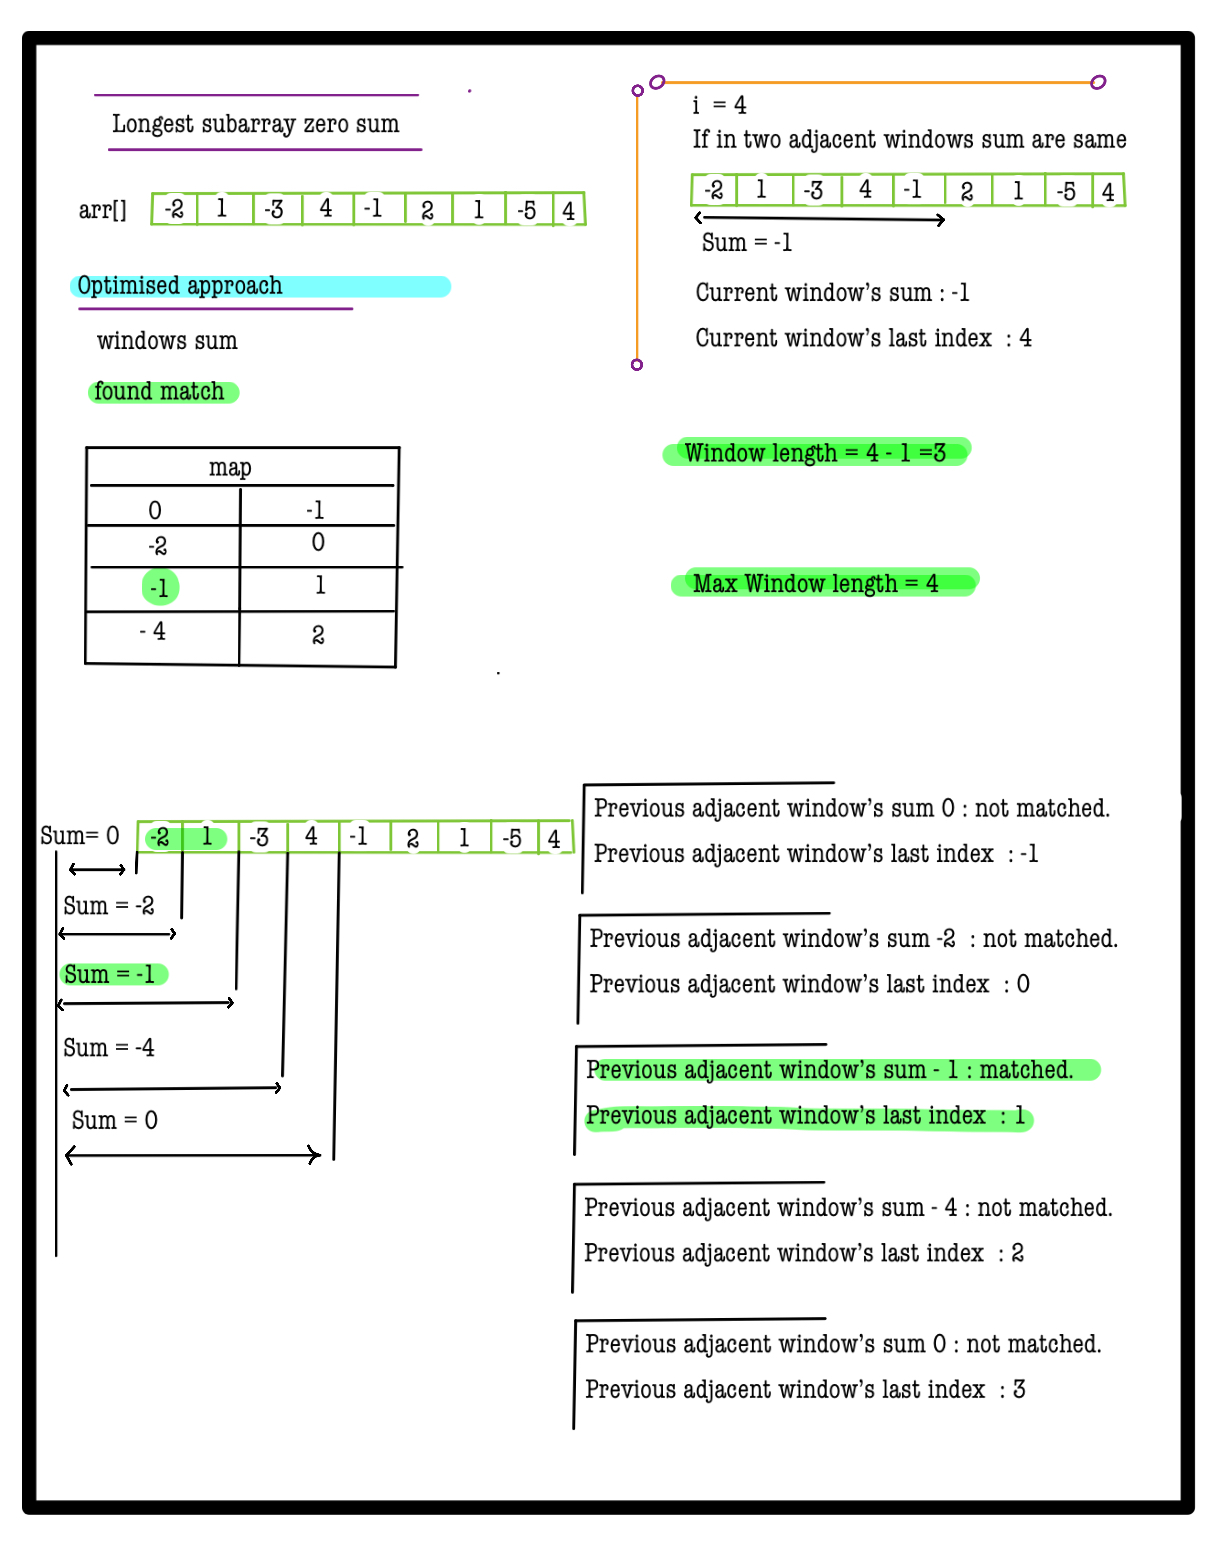 Longest subarray zero sum
arr[] -2 1 -3 4 -1 2 1 -5 4
Optimised approach
windows sum
found match
map
0 -1
-2 0
-1 1
- 4 2
i = 4
If in two adjacent windows sum are same
-2 1 -3 4 -1 2 1 -5 4
Sum = -1
Current window's sum : -1
Current window's last index : 4
Window length = 4 - 1 =3
Max Window length = 4
Sum= 0 -2 1 -3 4 -1 2 1 -5 4
Sum = -2
Sum = -1
Sum = -4
Sum = 0
Previous adjacent window's sum 0 : not matched.
Previous adjacent window's last index : -1
Previous adjacent window's sum -2 : not matched.
Previous adjacent window's last index : 0
Previous adjacent window's sum - 1 : matched.
Previous adjacent window's last index : 1
Previous adjacent window's sum - 4 : not matched.
Previous adjacent window's last index : 2
Previous adjacent window's sum 0 : not matched.
Previous adjacent window's last index : 3